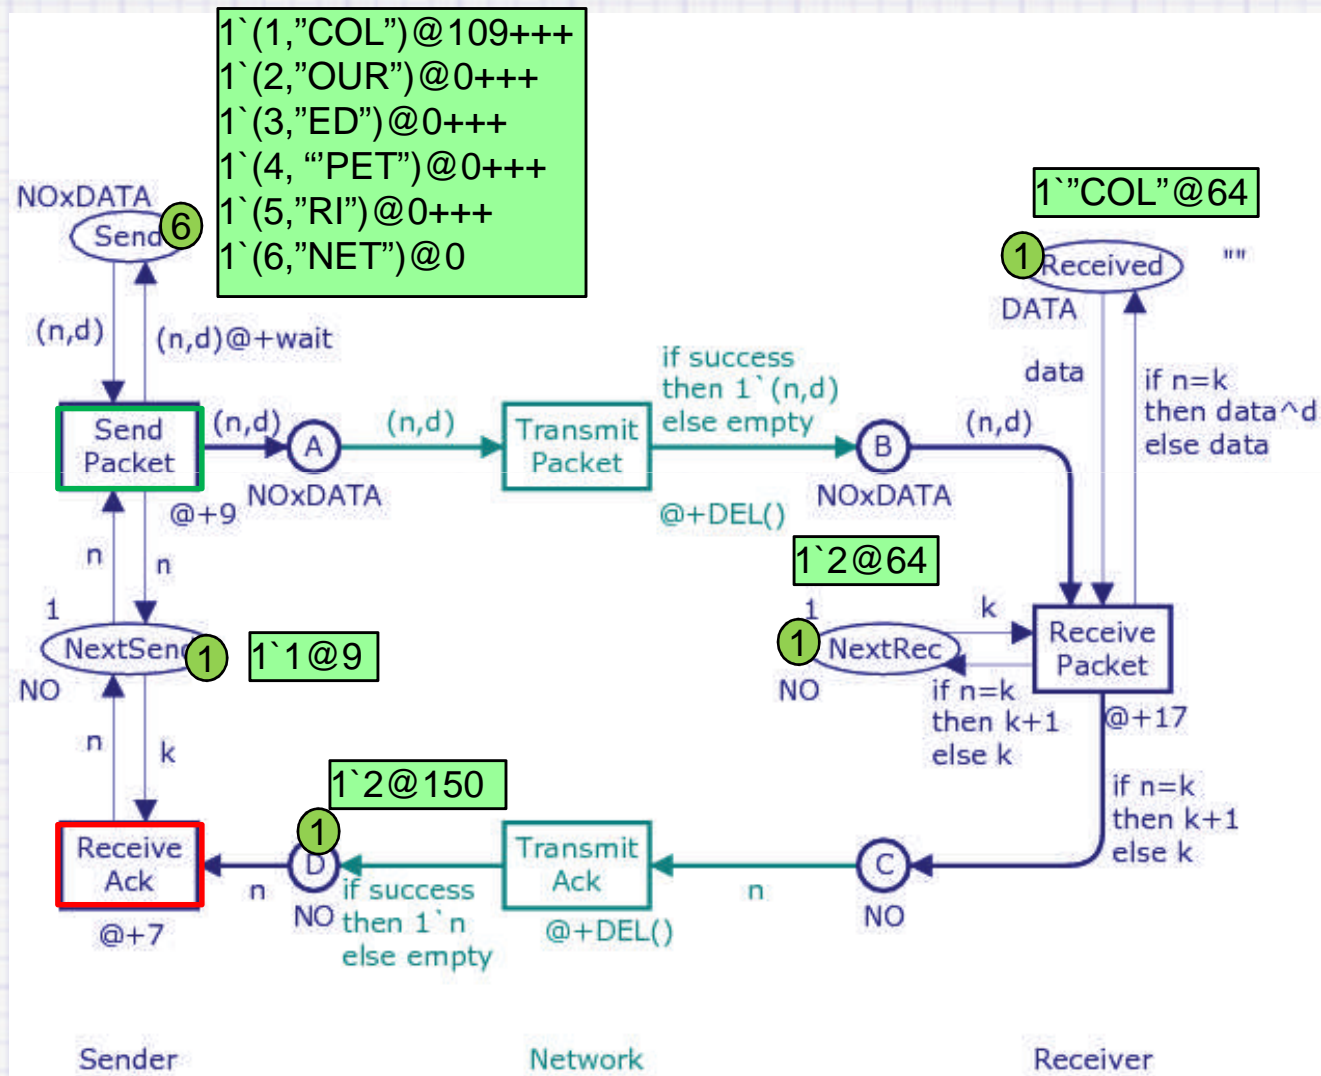 1`(1,”COL”)@109+++
1`(2,”OUR”)@0+++
1`(3,”ED”)@0+++
1`(4, “’PET”)@0+++
1`(5,”RI”)@0+++
1`(6,”NET”)@0
NOxDATA
Send
6
1`”COL”@64
1
Received
""
DATA
(n,d)
(n,d)@+wait
if success
then 1`(n,d)
else empty
data
if n=k
then data^d
else data
Send
Packet
(n,d)
A
(n,d)
Transmit
Packet
B
(n,d)
@+9
NOxDATA
@+DEL()
NOxDATA
n
n
1`2@64
1
NextSend
1
1`1@9
NO
1
1
NextRec
NO
k
Receive
Packet
if n=k
then k+1
else k
@+17
n
k
1`2@150
1
if n=k
then k+1
else k
Receive
Ack
n
D
Transmit
Ack
n
C
@+7
NO
if success
then 1`n
else empty
@+DEL()
NO
Sender
Network
Receiver